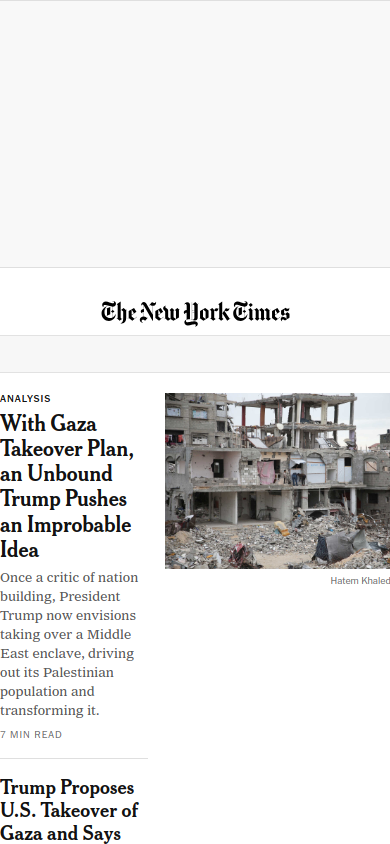 The New York Times
ANALYSIS
With Gaza
Takeover Plan,
an Unbound
Trump Pushes
an Improbable
Idea
Once a critic of nation
building, President
Trump now envisions
taking over a Middle
East enclave, driving
out its Palestinian
population and
transforming it.
7 MIN READ
Hatem Khaled
Trump Proposes
U.S. Takeover of
Gaza and Says